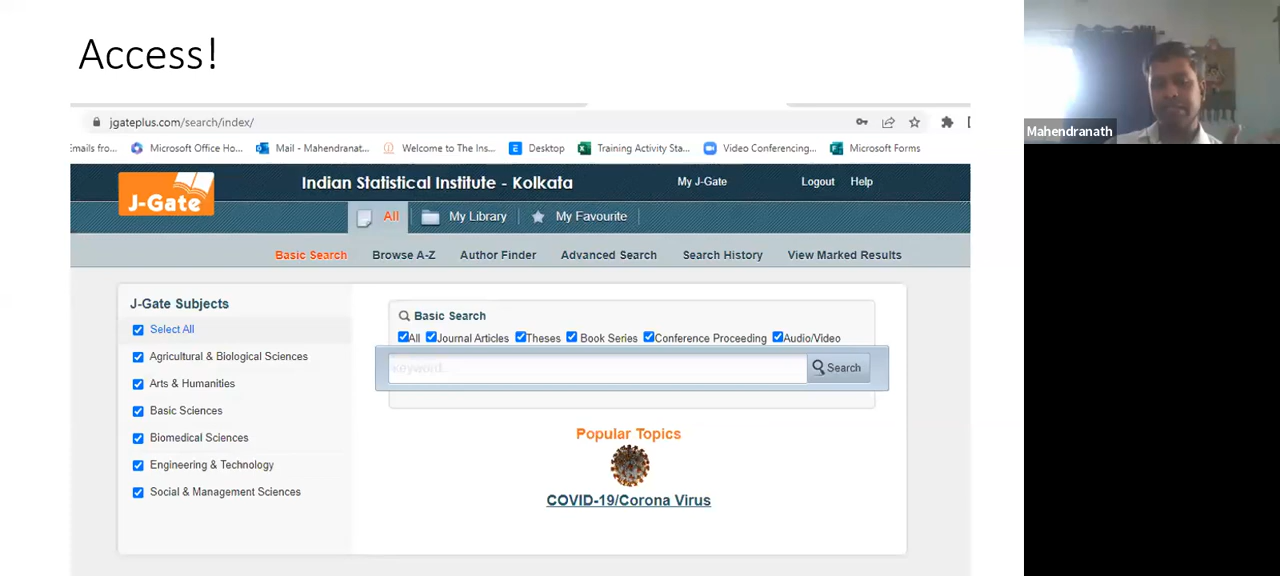 Access!
jgateplus.com/search/index/
Emails fro... Microsoft Office Ho... Mail - Mahendranat... Welcome to The Ins... Desktop Training Activity Sta... Video Conferencing... Microsoft Forms
J-Gate
Indian Statistical Institute - Kolkata My J-Gate Logout Help
All My Library My Favourite
Basic Search Browse A-Z Author Finder Advanced Search Search History View Marked Results
J-Gate Subjects
Select All
Agricultural & Biological Sciences
Arts & Humanities
Basic Sciences
Biomedical Sciences
Engineering & Technology
Social & Management Sciences
Basic Search
All Journal Articles Theses Book Series Conference Proceeding Audio/Video
keyword.. Search
Popular Topics
COVID-19/Corona Virus
Mahendranath